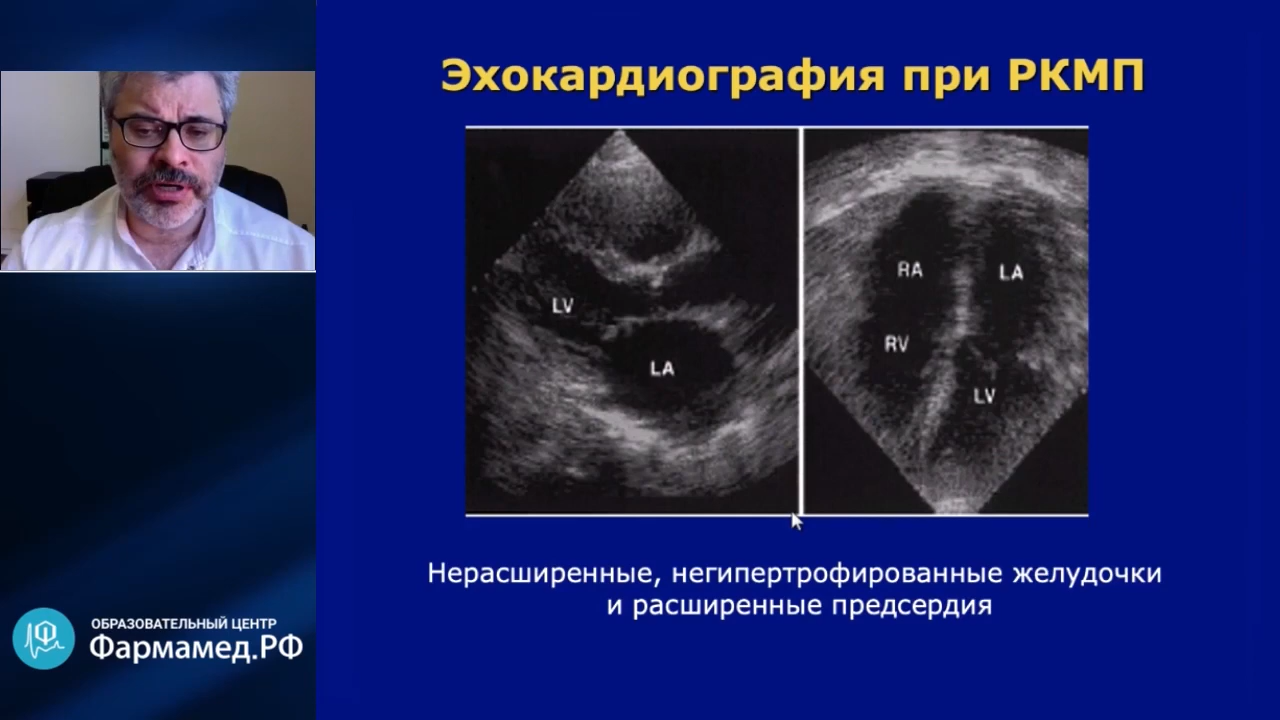 Эхокардиография при РКМП
LV
LA
RA
LA
RV
LV
Нерасширенные, негипертрофированные желудочки
и расширенные предсердия
ОБРАЗОВАТЕЛЬНЫЙ ЦЕНТР
Фармамед.РФ